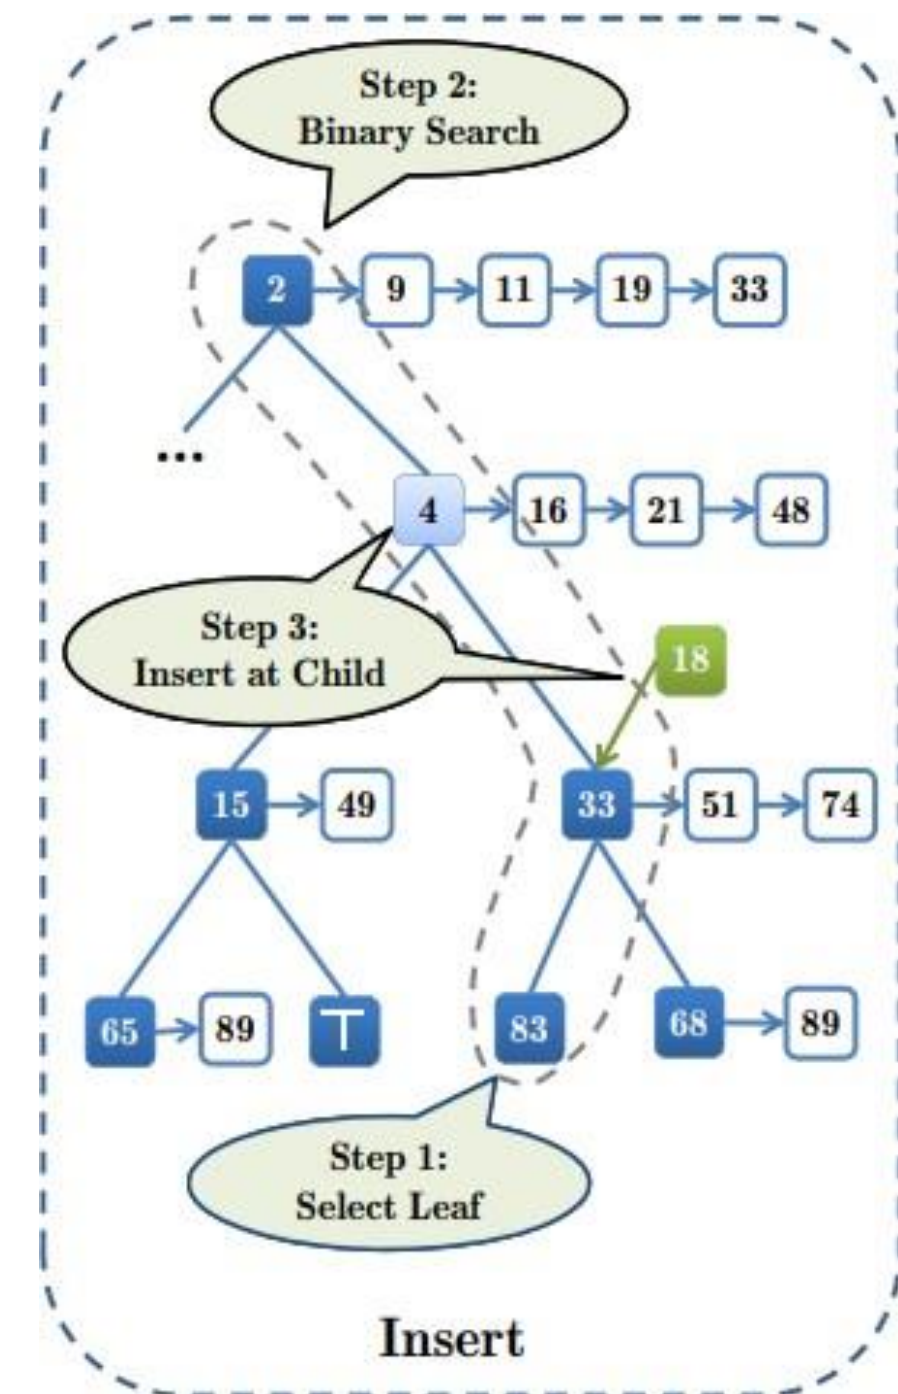 Step 2:
Binary Search
2 9 11 19 33
...
4 16 21 48
Step 3:
Insert at Child
18
15 49 33 51 74
65 89 T 83 68 89
Step 1:
Select Leaf
Insert